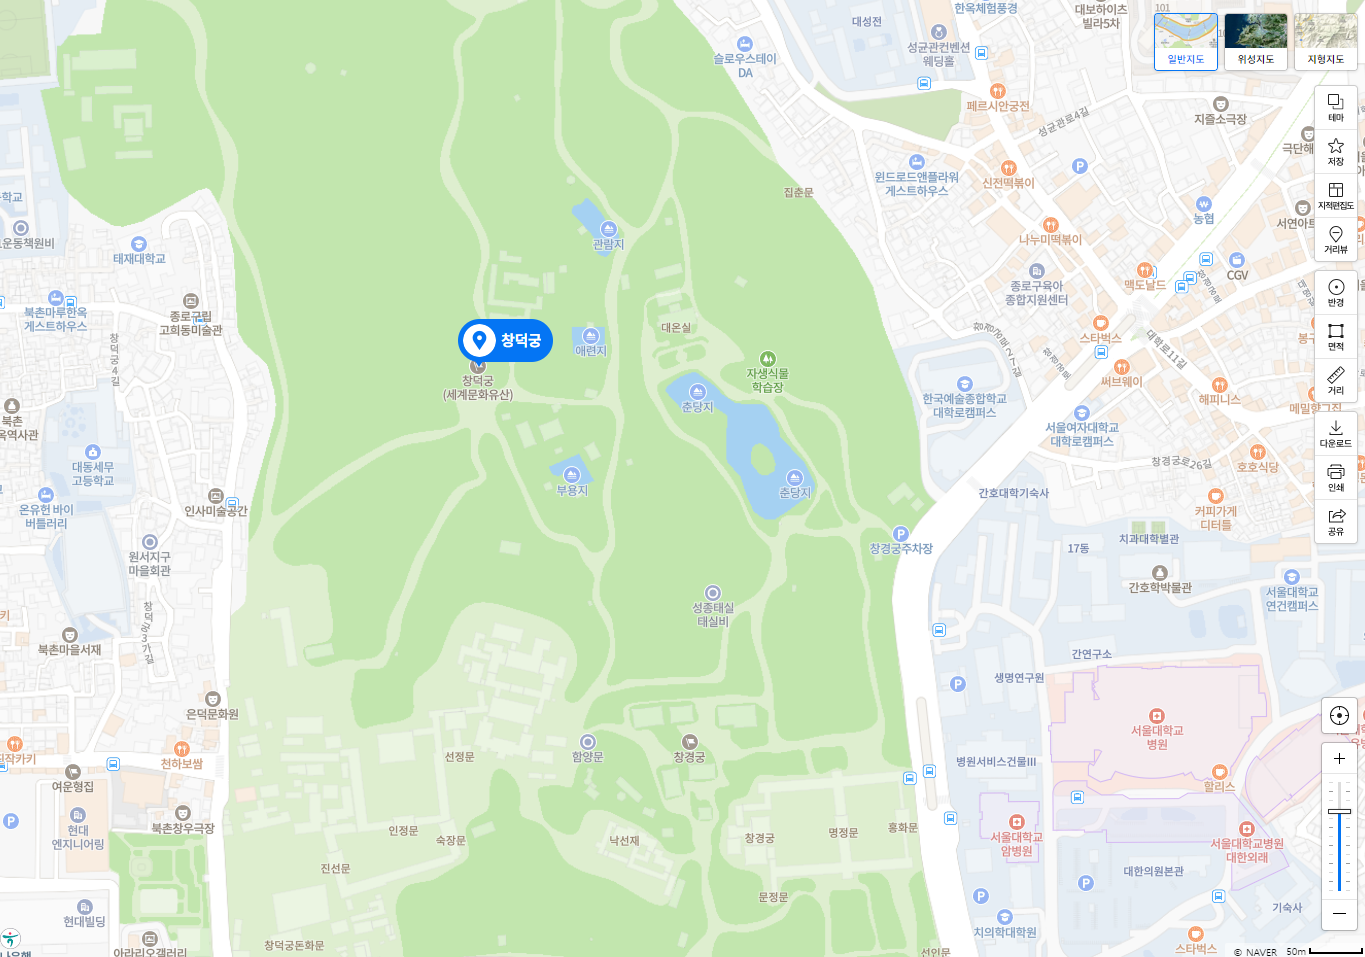 대성전
한옥체험풍경
대보하이츠
빌라5차
101
슬로우스테이
DA
성균관컨벤션
웨딩홀
일반지도
위성지도
지형지도
페르시안궁전
지즐소극장
성균관로4길
극단해
테마
저장
지적편집도
거리뷰
윈드로드앤플라워
게스트하우스
신전떡볶이
집춘문
농협
서연아트
나누미떡볶이
관람지
태재대학교
운동책원비
CGV
맥도날드
종로구육아
종합지원센터
반경
면적
거리
북촌마루한옥
게스트하우스
종로구립
고희동미술관
창덕궁4길
대온실
창덕궁
애련지
창덕궁
(세계문화유산)
자생식물
학습장
춘당지
스타벅스
대학로11길
써브웨이
해피니스
한국예술종합학교
대학로캠퍼스
서울여자대학교
대학로캠퍼스
메밀향그집
북촌
대동세무
고등학교
다운로드
인쇄
공유
창경궁로26길
호호식당
부용지
춘당지
온유헌 바이
버틀러리
인사미술공간
간호대학기숙사
커피가게
디터틀
치과대학별관
창경궁주차장
17동
원서지구
마을회관
간호학박물관
서울대학교
연건캠퍼스
성종태실
태실비
창덕궁3가길
북촌마을서재
간연구소
생명연구원
은덕문화원
서울대학교
병원
진작카키
천하보쌈
선정문
함양문
창경궁
병원서비스건물III
할리스
여운형집
현대
엔지니어링
북촌창우극장
인정문
숙장문
낙선재
창경궁
명정문
홍화문
서울대학교
암병원
서울대학교병원
대한외래
진선문
대한의원본관
문정문
현대빌딩
기숙사
치의학대학원
창덕궁돈화문
아라리오갤러리
선인문
스타벅스
© NAVER
50m